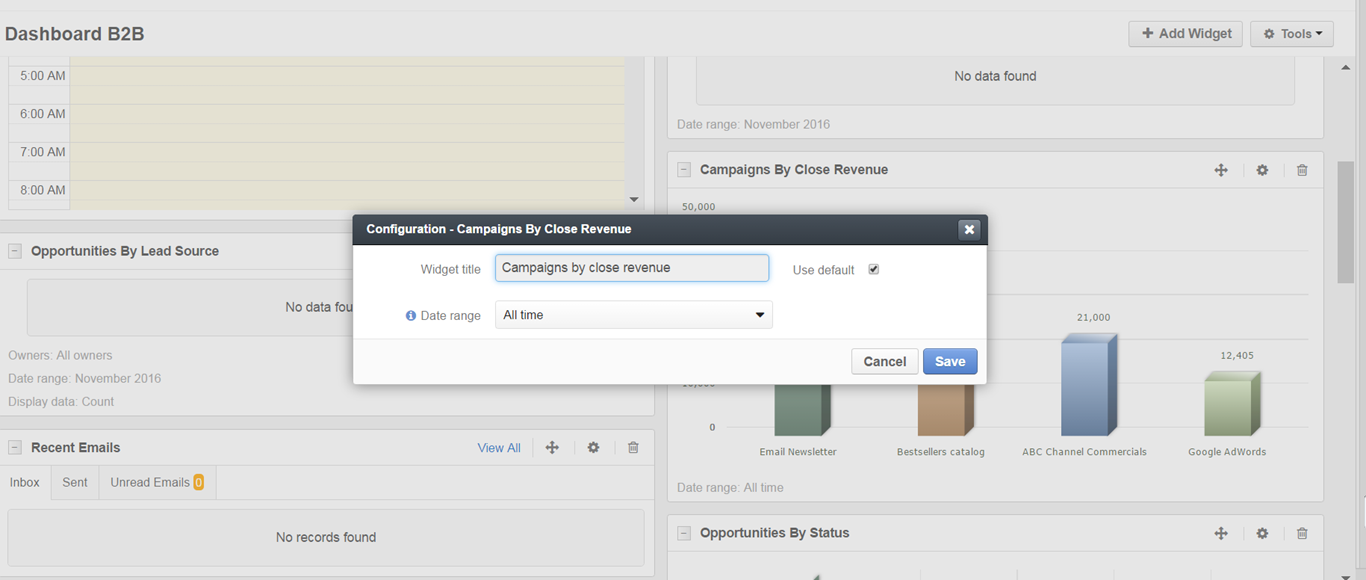 Dashboard B2B
Add Widget
Tools
5:00 AM
6:00 AM
7:00 AM
8:00 AM
No data found
Date range: November 2016
Campaigns By Close Revenue
50,000
Configuration - Campaigns By Close Revenue
Widget title
Campaigns by close revenue
Use default
Date range
All time
Cancel
Save
Opportunities By Lead Source
No data fou
Owners: All owners
Date range: November 2016
Display data: Count
21,000
12,405
0
Email Newsletter
Bestsellers catalog
ABC Channel Commercials
Google AdWords
Date range: All time
Recent Emails
View All
Inbox
Sent
Unread Emails 0
No records found
Opportunities By Status